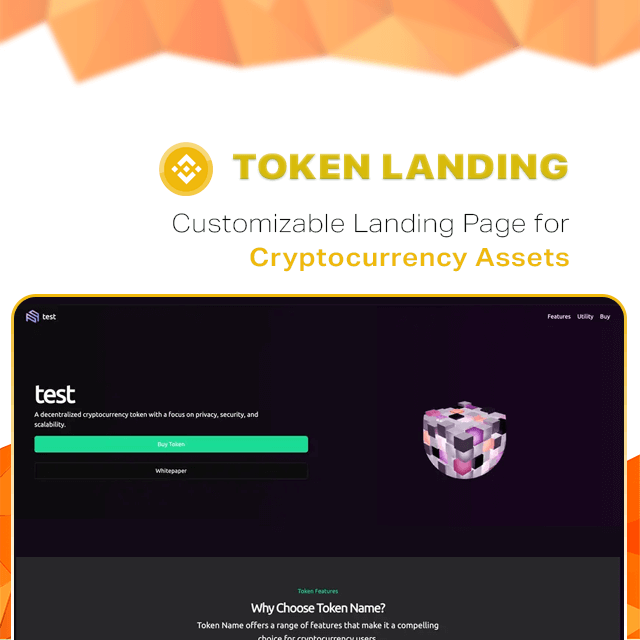 TOKEN LANDING
Customizable Landing Page for
Cryptocurrency Assets
test
Features Utility Buy
test
A decentralized cryptocurrency token with a focus on privacy, security, and
scalability.
Buy Token
Whitepaper
Token Features
Why Choose Token Name?
Token Name offers a range of features that make it a compelling
choice for cryptocurrency users.